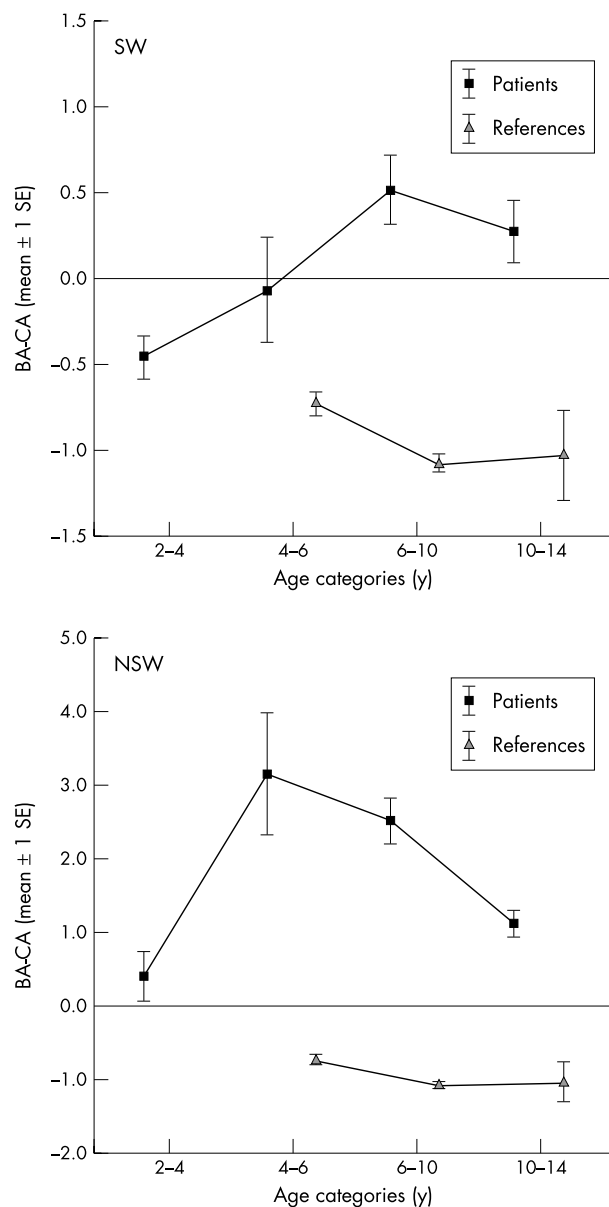 SW
Patients
References
BA-CA (mean ± 1 SE)
1.5
1.0
0.5
0.0
–0.5
–1.0
–1.5
2–4
4–6
6–10
10–14
Age categories (y)
NSW
Patients
References
BA-CA (mean ± 1 SE)
5.0
4.0
3.0
2.0
1.0
0.0
–1.0
–2.0
2–4
4–6
6–10
10–14
Age categories (y)